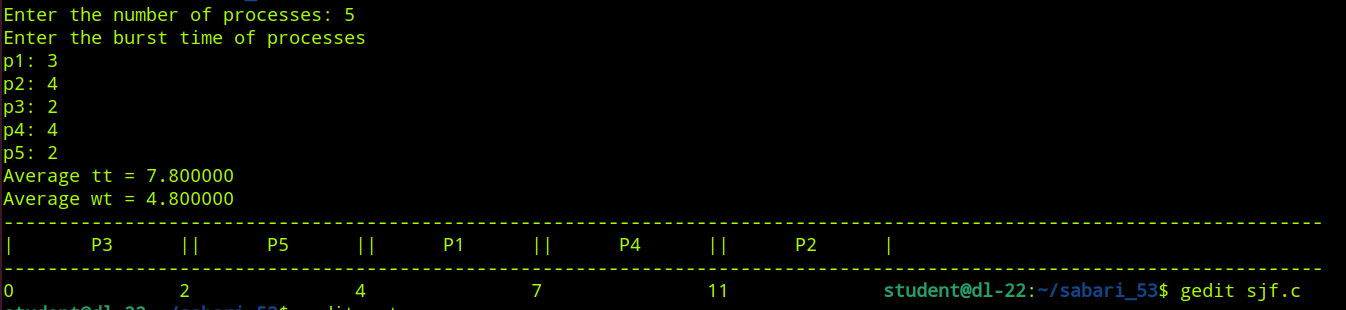 Enter the number of processes: 5
Enter the burst time of processes
p1: 3
p2: 4
p3: 2
p4: 4
p5: 2
Average tt = 7.800000
Average wt = 4.800000
------------------------------------------------------------------------------------------------------------------------
| P3 || P5 || P1 || P4 || P2 |
------------------------------------------------------------------------------------------------------------------------
0 2 4 7 11 student@dl-22:~/sabari_53$ gedit sjf.c